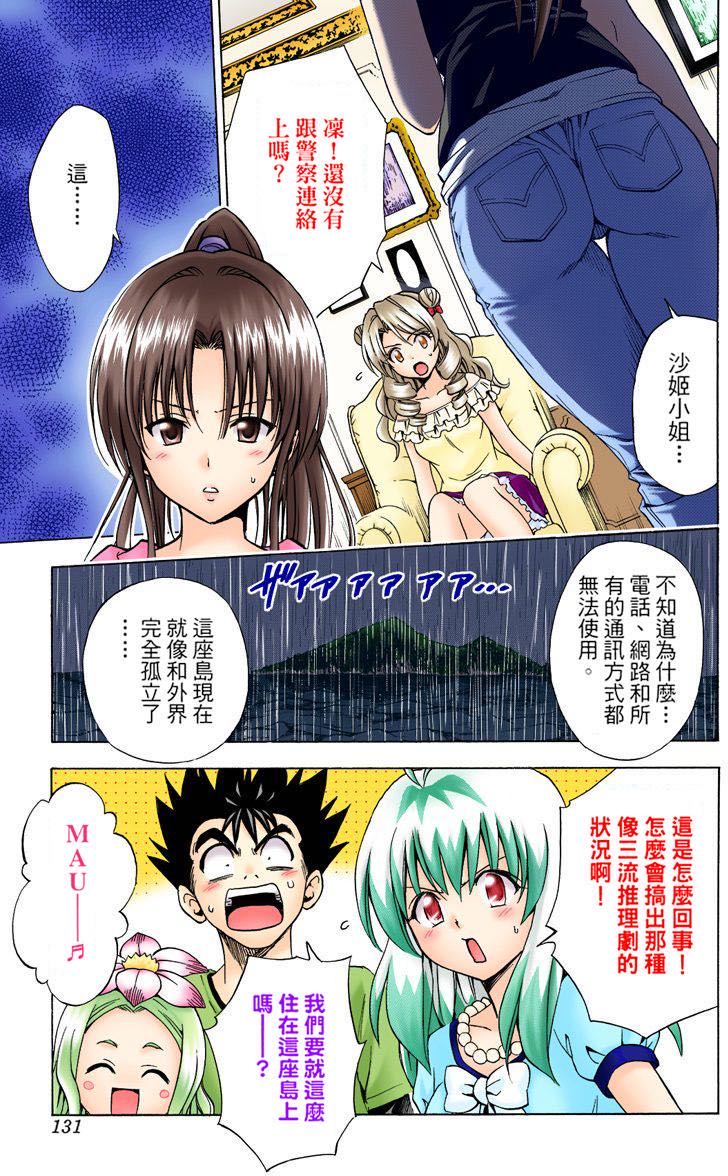 凜！還沒有
跟警察連絡
上嗎？
這……
沙姬小姐…
不知道為什麼…
電話、網路和所
有的通訊方式都
無法使用。
ザァァァァァァ…
這座島現在
就像和外界
完全孤立了
……
這是怎麼回事！
怎麼會搞出那種
像三流推理劇的
狀況啊！
我們要就這麼
住在這座島上
嗎——？
MAU——♬
131